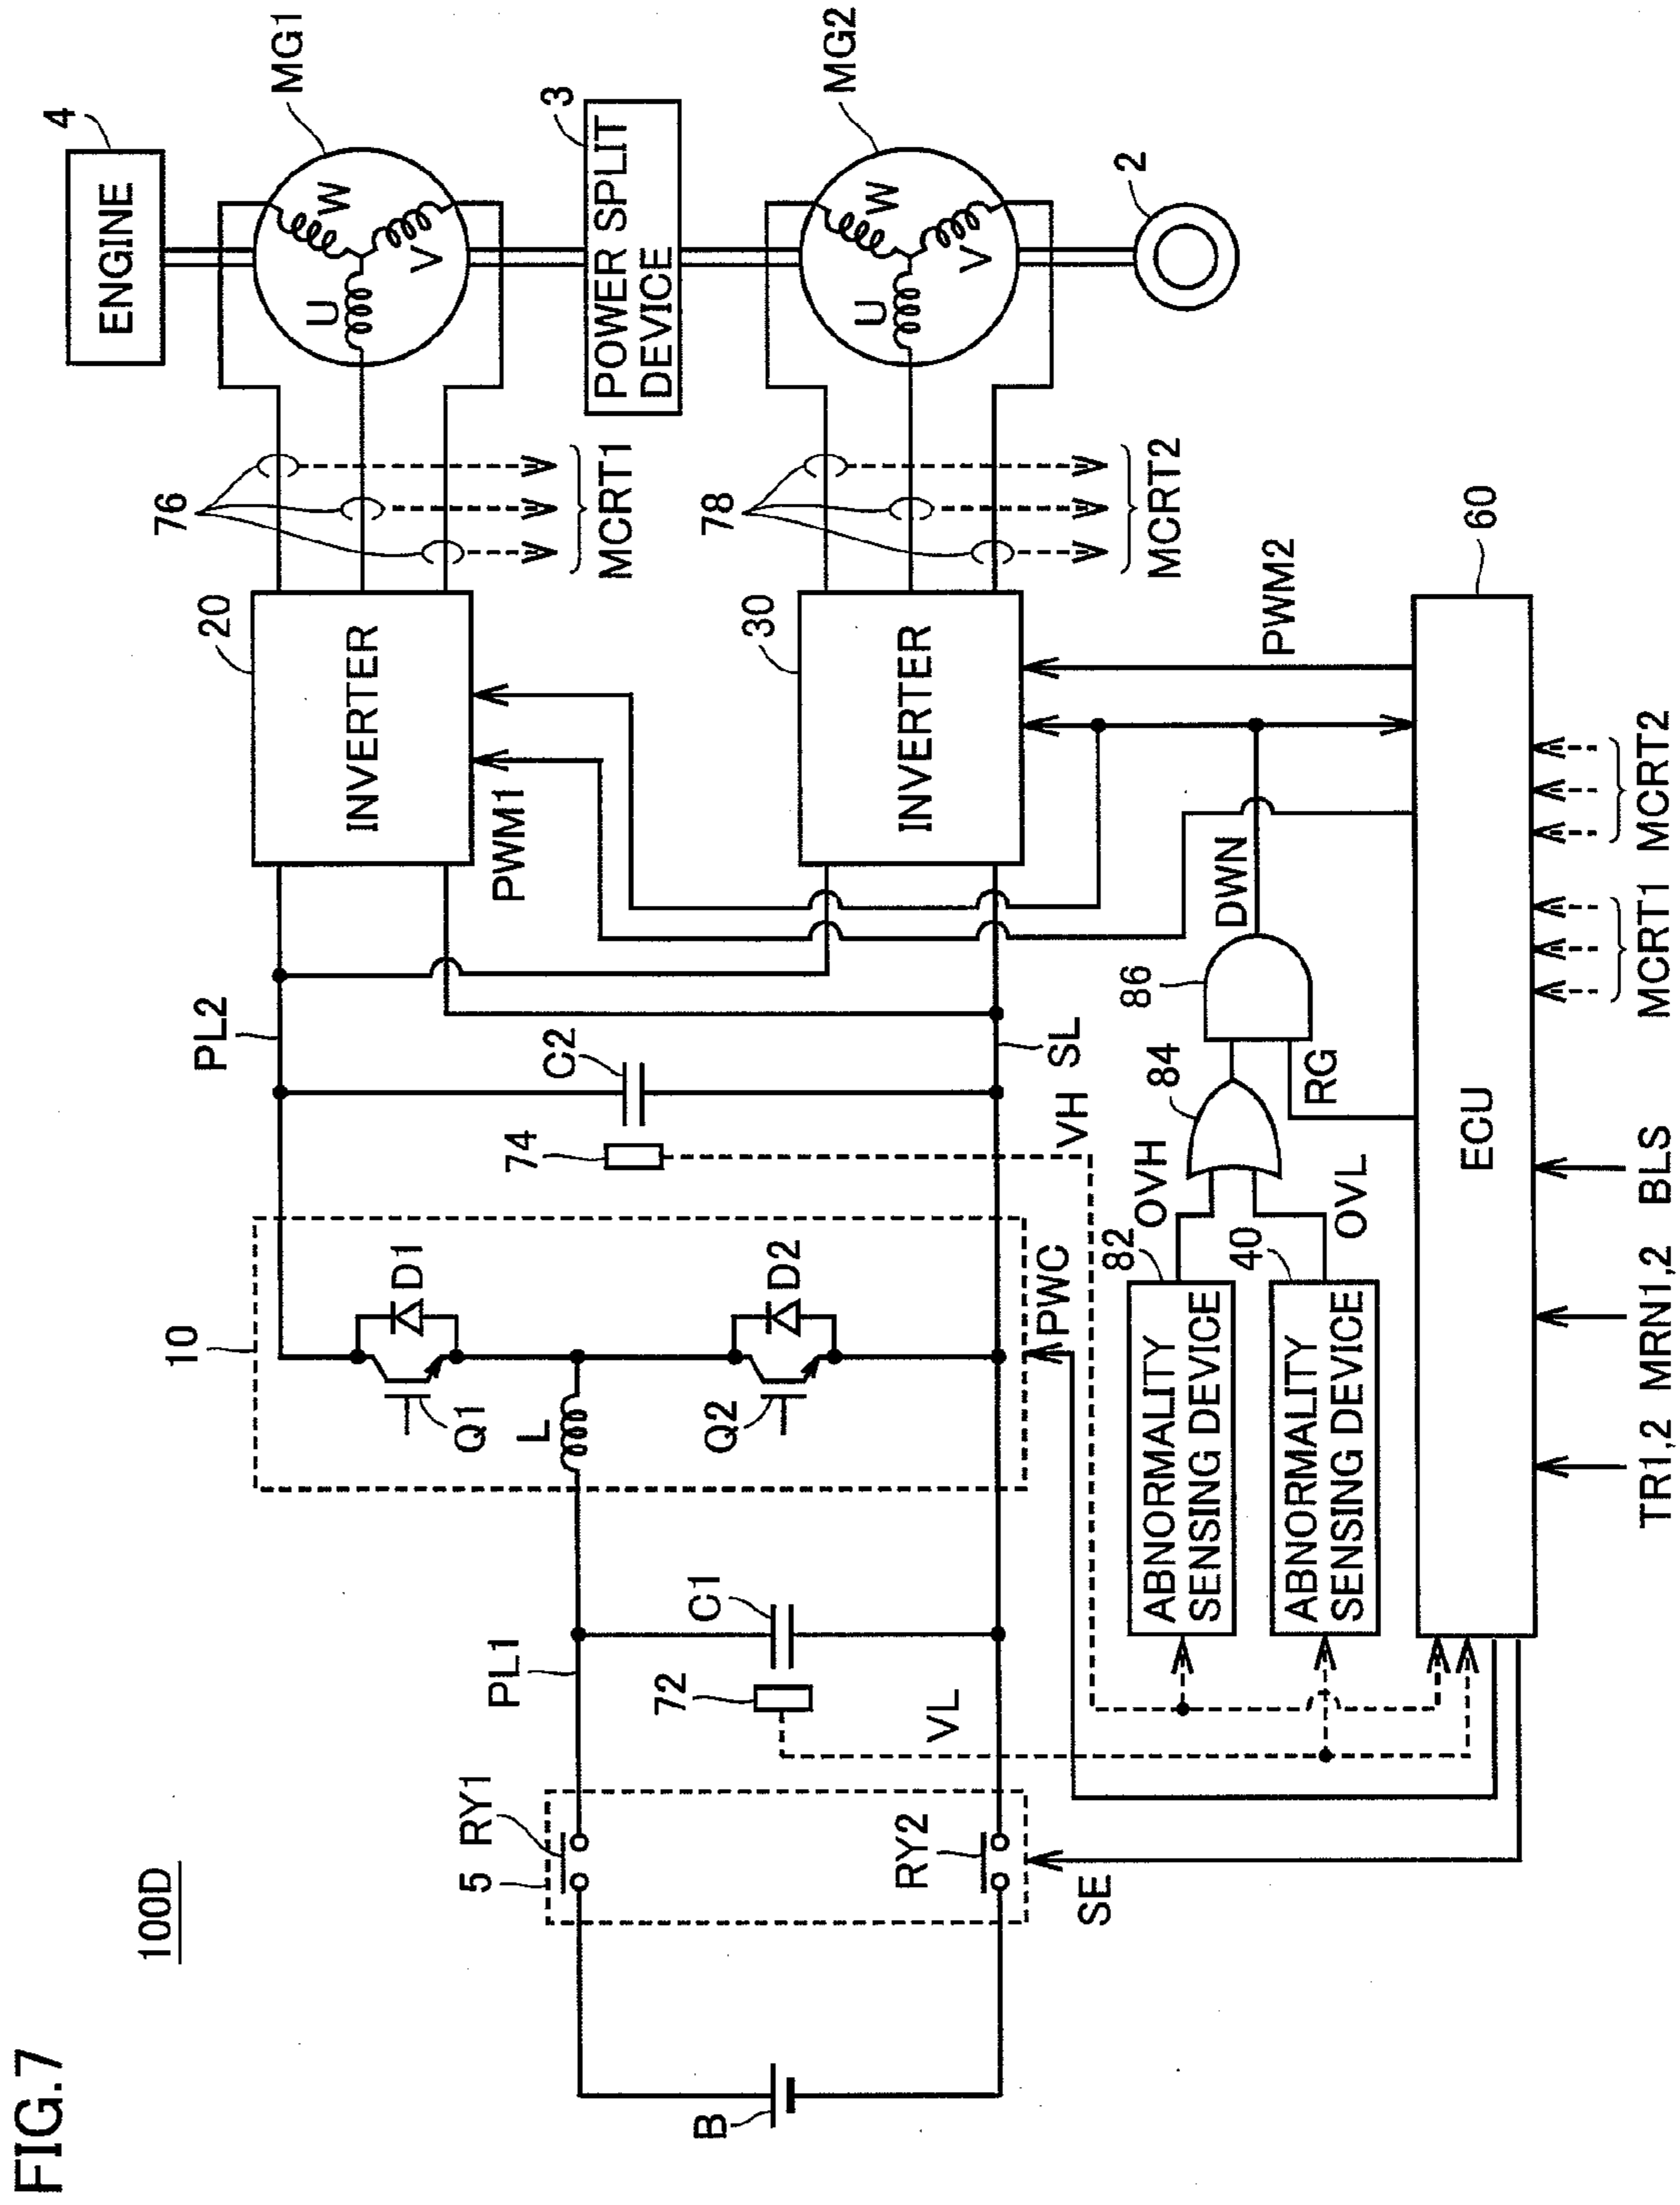 FIG.7
100D
ENGINE
4
MG1
W
U
V
3
POWER SPLIT
DEVICE
MG2
W
U
V
2
76
MCRT1
78
MCRT2
20
INVERTER
PWM1
30
INVERTER
PWM2
60
PL2
C2
74
SL
VH
DWN
86
84
RG
OVH
OVL
10
D1
Q1
L
D2
Q2
PWC
82
ABNORMALITY
SENSING DEVICE
40
ABNORMALITY
SENSING DEVICE
ECU
PL1
C1
72
VL
5
RY1
RY2
SE
B
TR1,2
MRN1,2
BLS
MCRT1
MCRT2